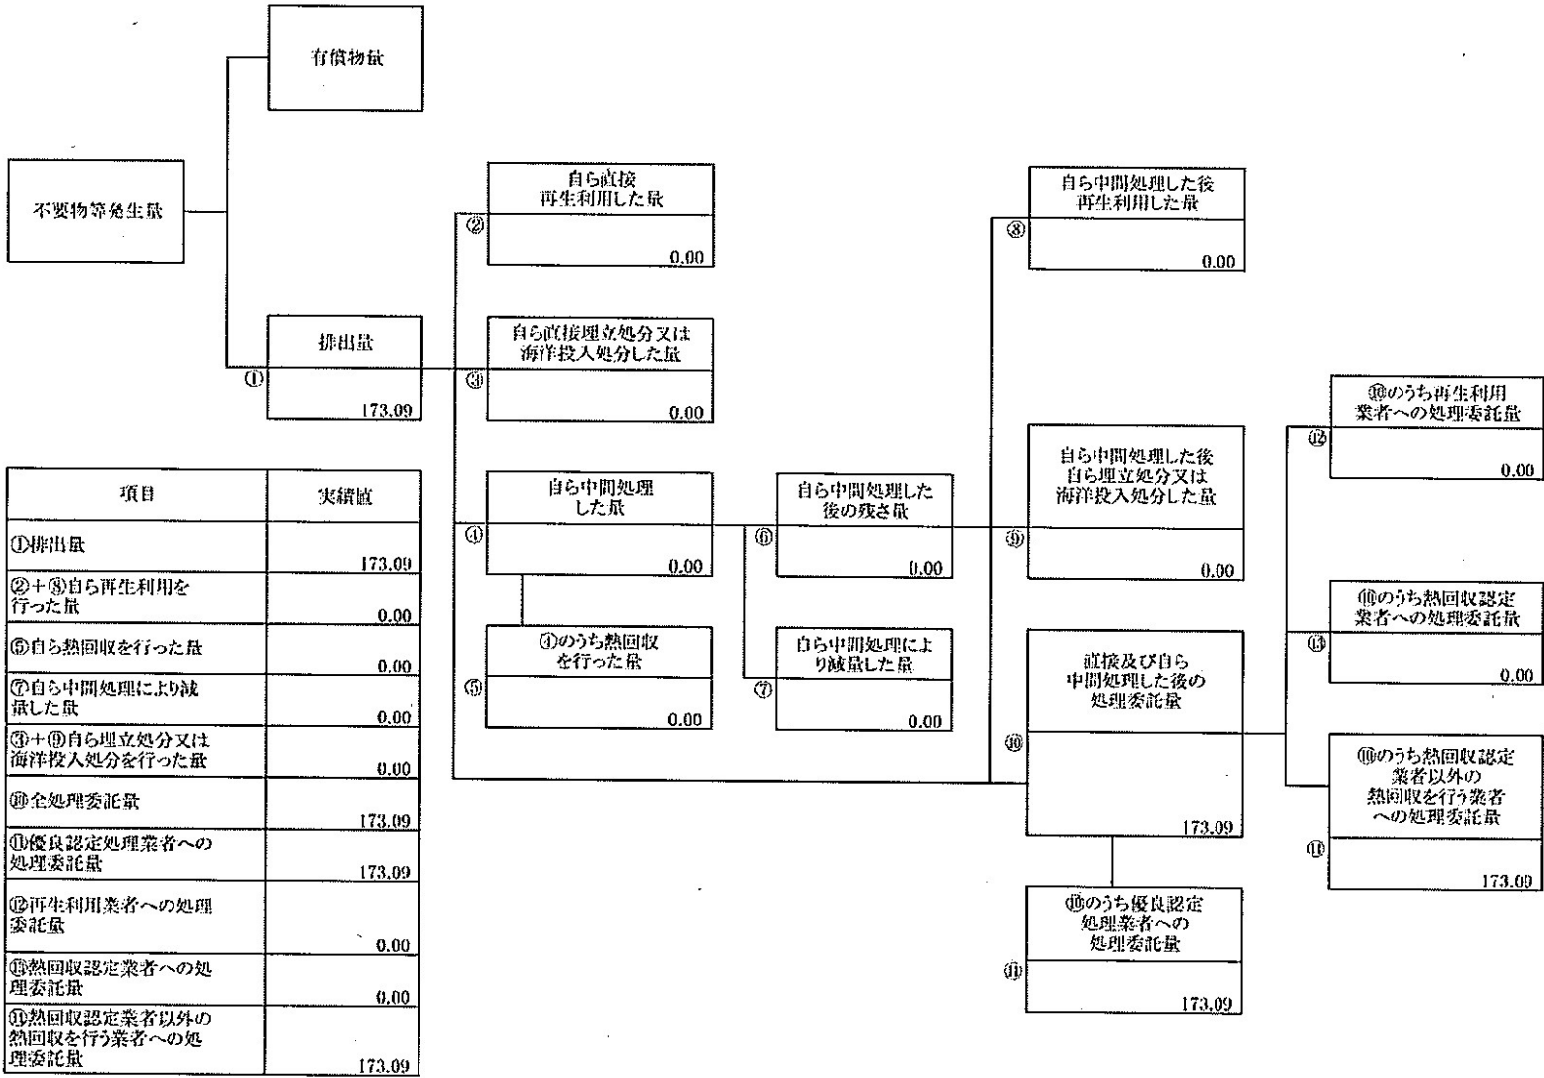 有償物量
不要物等発生量
排出量
①
173.09
自ら直接
再生利用した量
②
0.00
自ら直接埋立処分又は
海洋投入処分した量
③
0.00
自ら中間処理
した量
④
0.00
④のうち熱回収
を行った量
⑤
0.00
自ら中間処理した
後の残さ量
⑥
0.00
自ら中間処理によ
り減量した量
⑦
0.00
自ら中間処理した後
再生利用した量
⑧
0.00
自ら中間処理した後
自ら埋立処分又は
海洋投入処分した量
⑨
0.00
直接及び自ら
中間処理した後の
処理委託量
⑩
173.09
⑩のうち優良認定
処理業者への
処理委託量
⑪
173.09
⑩のうち再生利用
業者への処理委託量
⑫
0.00
⑩のうち熱回収認定
業者への処理委託量
⑬
0.00
⑩のうち熱回収認定
業者以外の
熱回収を行う業者
への処理委託量
⑭
173.09
項目 実績値
①排出量
173.09
②+⑧自ら再生利用を
行った量
0.00
⑤自ら熱回収を行った量
0.00
⑦自ら中間処理により減
量した量
0.00
③+⑨自ら埋立処分又は
海洋投入処分を行った量
0.00
⑩全処理委託量
173.09
⑪優良認定処理業者への
処理委託量
173.09
⑫再生利用業者への処理
委託量
0.00
⑬熱回収認定業者への処
理委託量
0.00
⑭熱回収認定業者以外の
熱回収を行う業者への処
理委託量
173.09